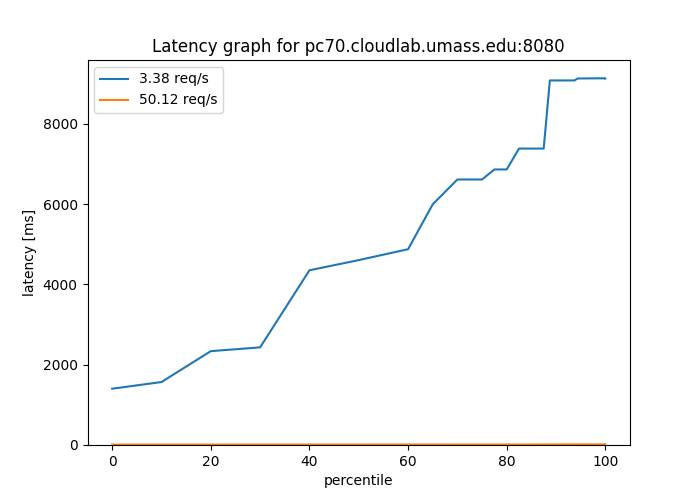 Latency graph for pc70.cloudlab.umass.edu:8080
3.38 req/s
50.12 req/s
8000
6000
4000
2000
0
latency [ms]
0 20 40 60 80 100
percentile